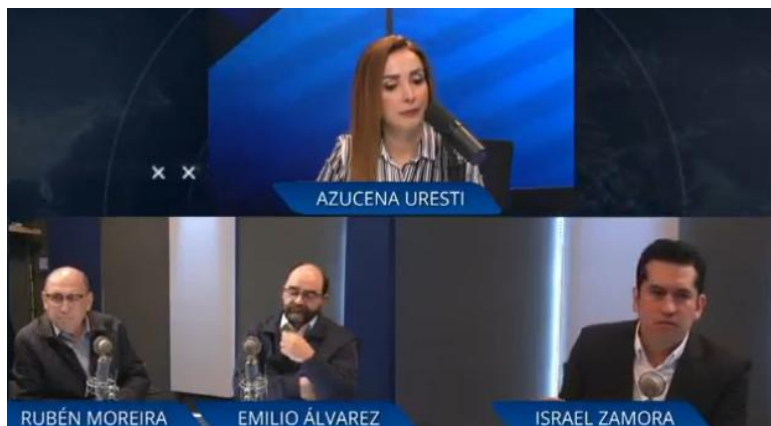 AZUCENA URESTI
RUBÉN MOREIRA
EMILIO ÁLVAREZ
ISRAEL ZAMORA